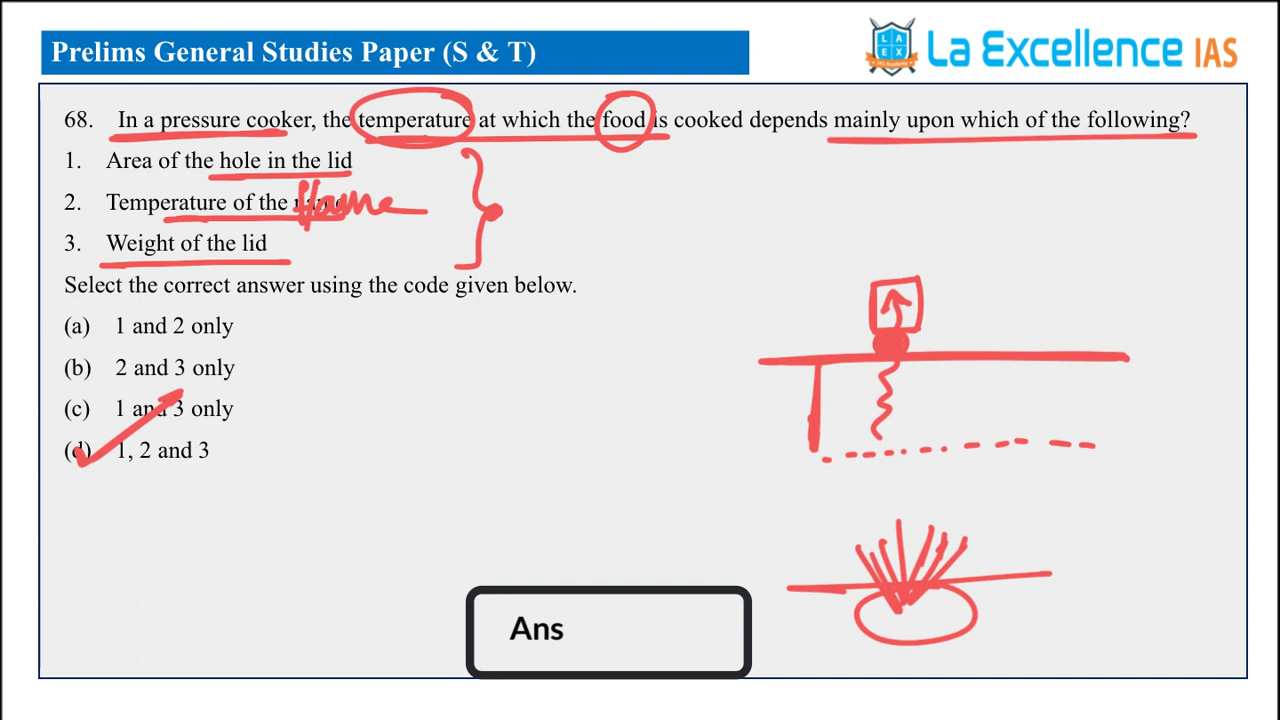 Prelims General Studies Paper (S & T)
La Excellence IAS
68. In a pressure cooker, the temperature at which the food is cooked depends mainly upon which of the following?
1. Area of the hole in the lid
2. Temperature of the flame
3. Weight of the lid
Select the correct answer using the code given below.
(a) 1 and 2 only
(b) 2 and 3 only
(c) 1 and 3 only
(d) 1, 2 and 3
Ans